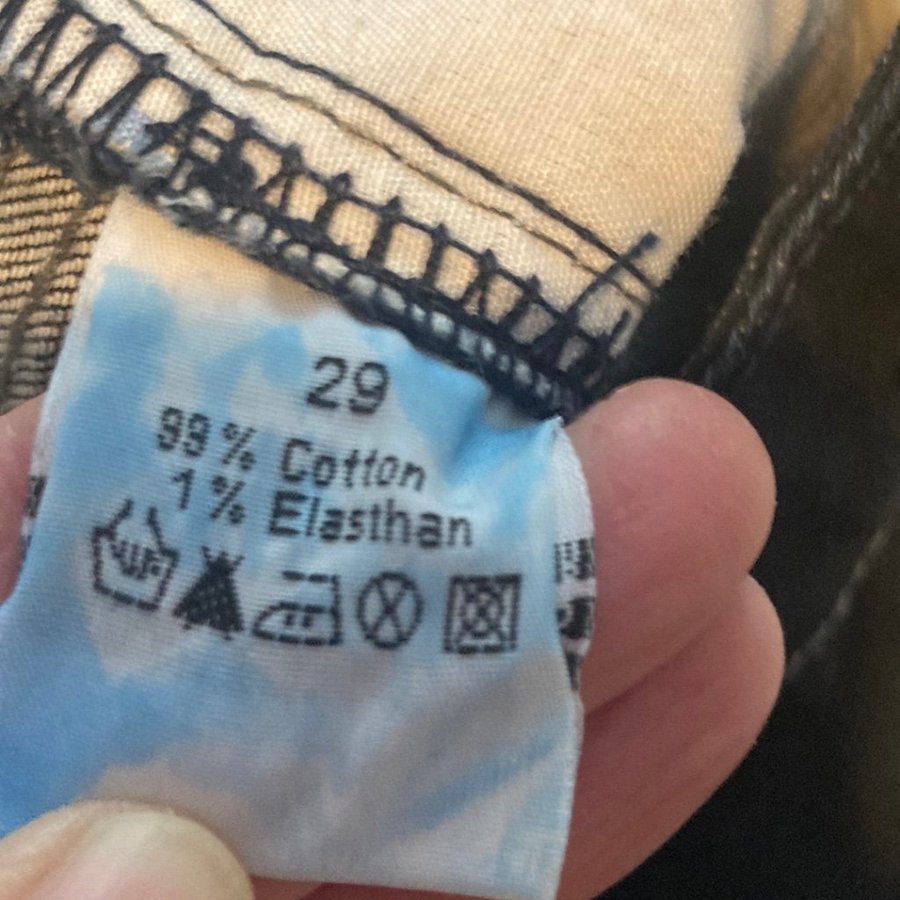 29
99 % Cotton
1 % Elasthan